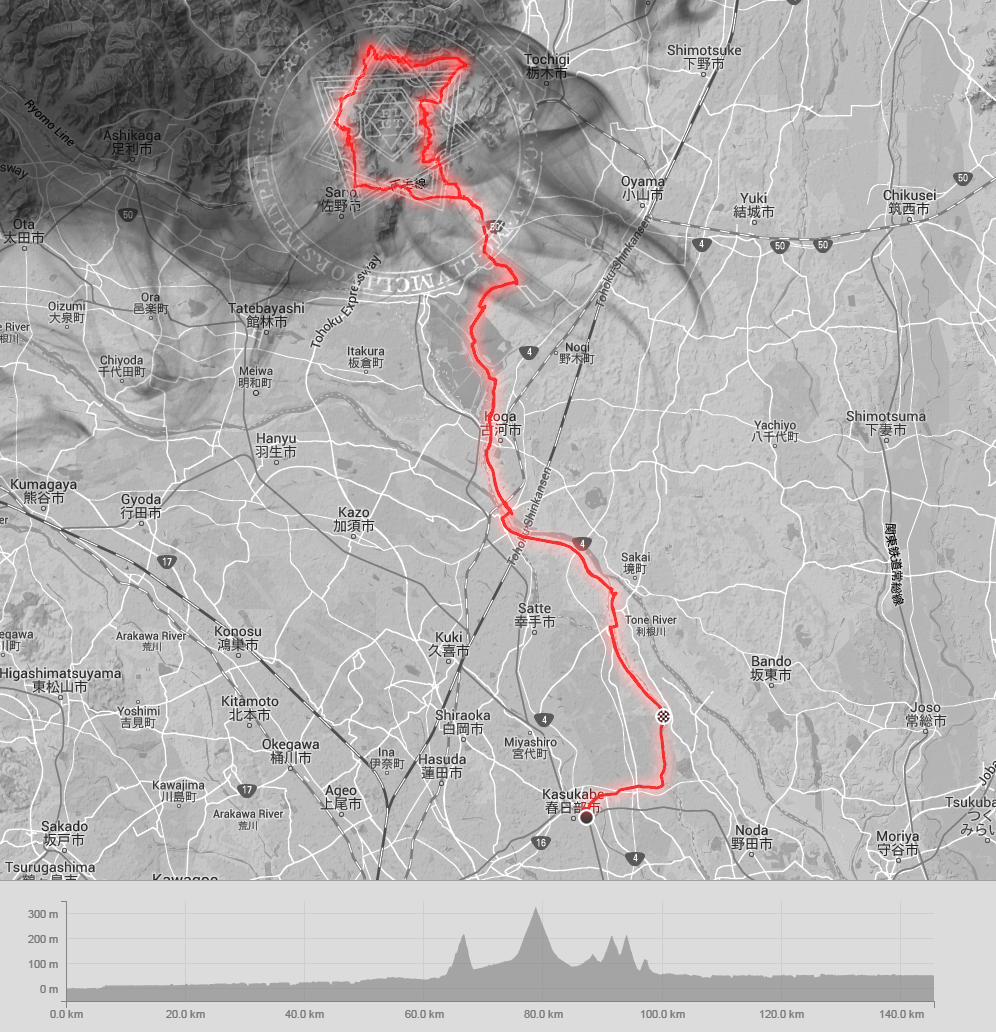 Tochigi
栃木市
Shimotsuke
下野市
Ryomo Line
Ashikaga
足利市
50
Oyama
小山市
Yuki
結城市
Chikusei
筑西市
Sano
佐野市
50
50
Ota
太田市
4
50
50
Tohoku Shinkansen
Oizumi
大泉町
Ora
邑楽町
Tatebayashi
館林市
Tohoku Expressway
e River
根川
Chiyoda
千代田町
Meiwa
明和町
Itakura
板倉町
4
Nogi
野木町
Koga
古河市
Yachiyo
八千代町
Shimotsuma
下妻市
Hanyu
羽生市
Kumagaya
熊谷市
Gyoda
行田市
Kazo
加須市
Tohoku Shinkansen
関東鉄道常総線
17
4
Sakai
境町
Satte
幸手市
Tone River
利根川
Arakawa River
荒川
Konosu
鴻巣市
Kuki
久喜市
Higashimatsuyama
東松山市
Bando
坂東市
Yoshimi
吉見町
Kitamoto
北本市
Shiraoka
白岡市
4
Miyashiro
宮代町
Joso
常総市
Okegawa
桶川市
Ina
伊奈町
Hasuda
蓮田市
Kawajima
川島町
17
Arakawa River
荒川
Ageo
上尾市
Kasukabe
春日部市
Sakado
坂戸市
16
4
Noda
野田市
Moriya
守谷市
Tsukuba
つく
みらい
Tsurugashima
Kawagoe
300 m
200 m
100 m
0 m
0.0 km
20.0 km
40.0 km
60.0 km
80.0 km
100.0 km
120.0 km
140.0 km